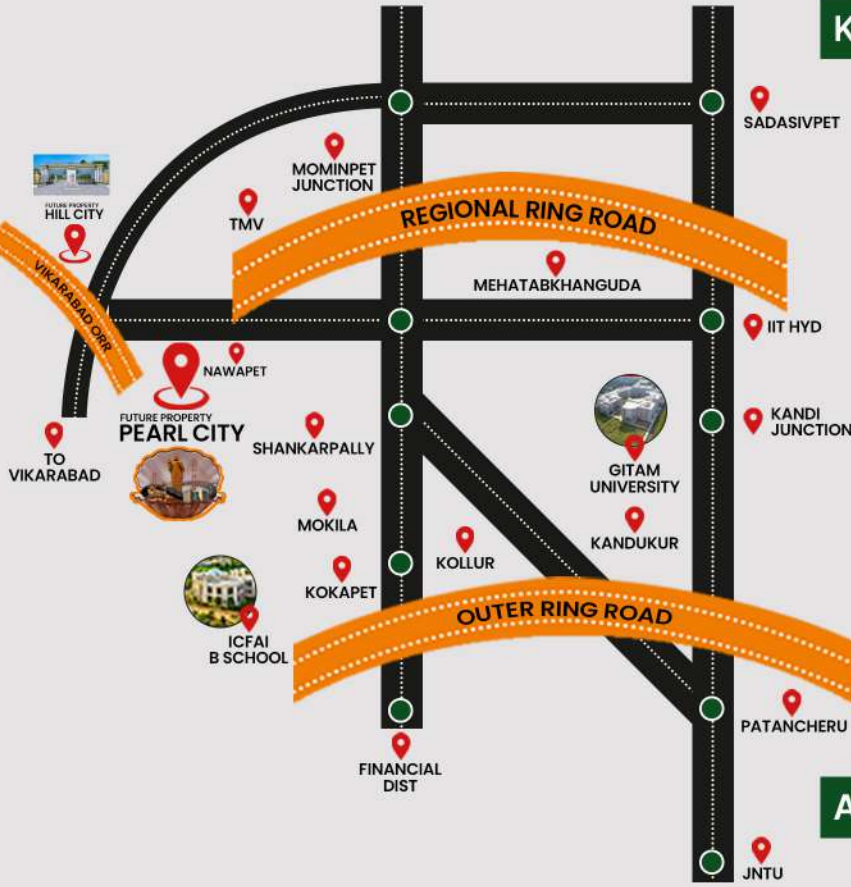 K
SADASIVPET
MOMINPET
JUNCTION
FUTURE PROPERTY
HILL CITY
TMV
REGIONAL RING ROAD
VIKARABAD ORR
MEHATABKHANGUDA
IIT HYD
NAWAPET
FUTURE PROPERTY
PEARL CITY
TO
VIKARABAD
SHANKARPALLY
KANDI
JUNCTION
GITAM
UNIVERSITY
MOKILA
KANDUKUR
KOLLUR
KOKAPET
ICFAI
B SCHOOL
OUTER RING ROAD
PATANCHERU
FINANCIAL
DIST
A
JNTU